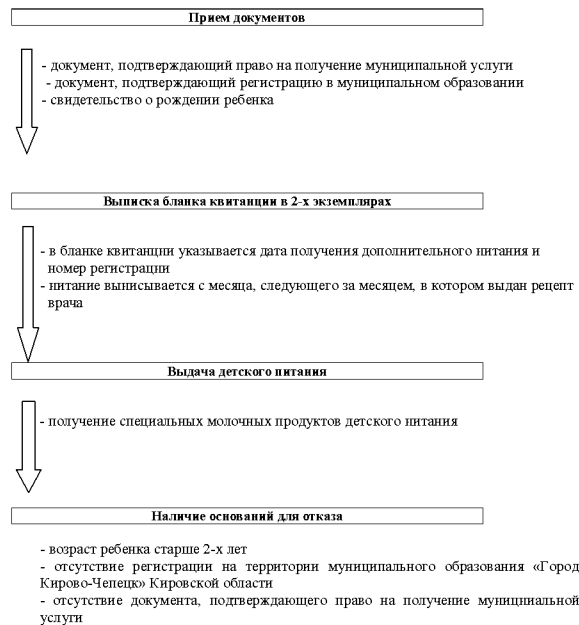 Прием документов
- документ, подтверждающий право на получение муниципальной услуги
- документ, подтверждающий регистрацию в муниципальном образовании
- свидетельство о рождении ребенка
Выписка бланка квитанции в 2-х экземплярах
- в бланке квитанции указывается дата получения дополнительного питания и
номер регистрации
- питание вынисывается с месяца, следующего за месяцем, в котором выдан рецепт
врача
Выдача детского питания
- получение специальных молочных продуктов детского нитания
Наличие оснований для отказа
- возраст ребенка старше 2-х лет
- отсутствие регистрации на территории муниципального образования «Город
Кирово-Чепецк» Кировской области
- отсутствие документа, подтверждающего право на получение муницниальной
услуги